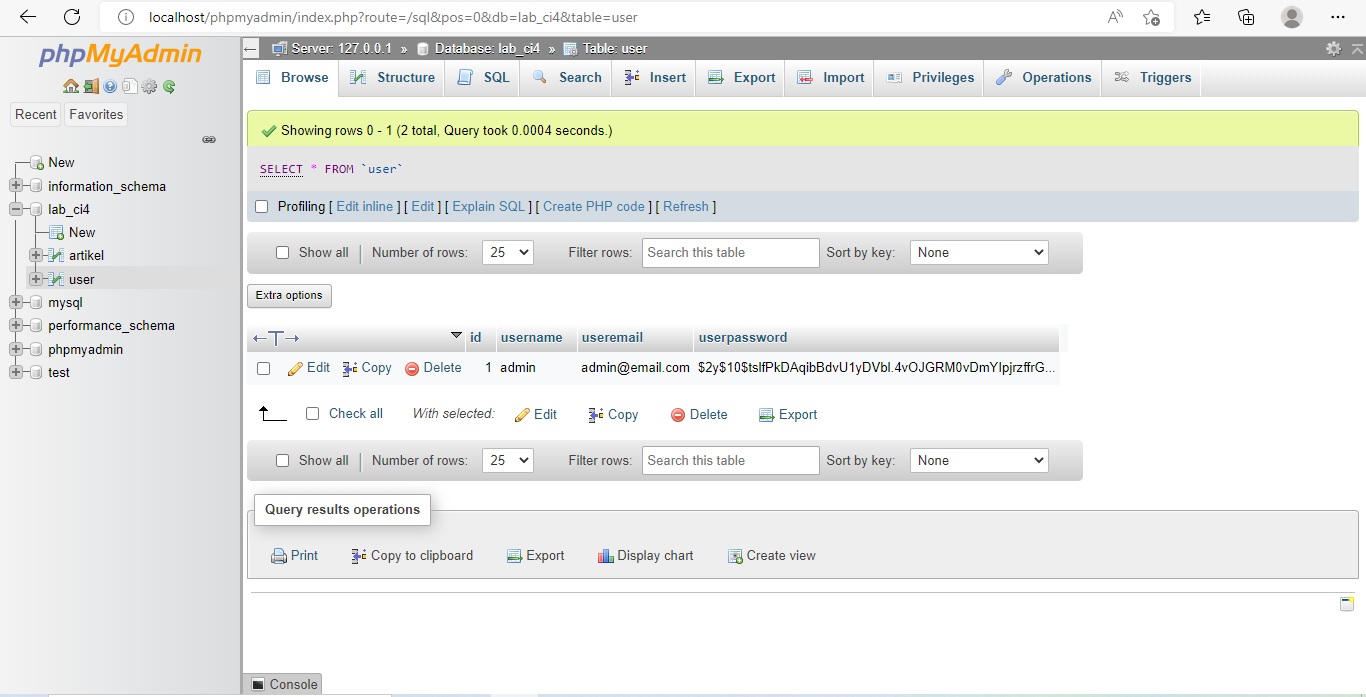 localhost/phpmyadmin/index.php?route=/sql&pos=0&db=lab_ci4&table=user
phpMyAdmin
Recent Favorites
New
information_schema
lab_ci4
New
artikel
user
mysql
performance_schema
phpmyadmin
test
Server: 127.0.0.1 » Database: lab_ci4 » Table: user
Browse Structure SQL Search Insert Export Import Privileges Operations Triggers
Showing rows 0 - 1 (2 total, Query took 0.0004 seconds.)
SELECT * FROM `user`
Profiling [ Edit inline ] [ Edit ] [ Explain SQL ] [ Create PHP code ] [ Refresh ]
Show all Number of rows: 25 Filter rows: Search this table Sort by key: None
Extra options
←T→ id username useremail userpassword
Edit Copy Delete 1 admin admin@email.com
Check all With selected: Edit Copy Delete Export
Show all Number of rows: 25 Filter rows: Search this table Sort by key: None
Query results operations
Print Copy to clipboard Export Display chart Create view
Console